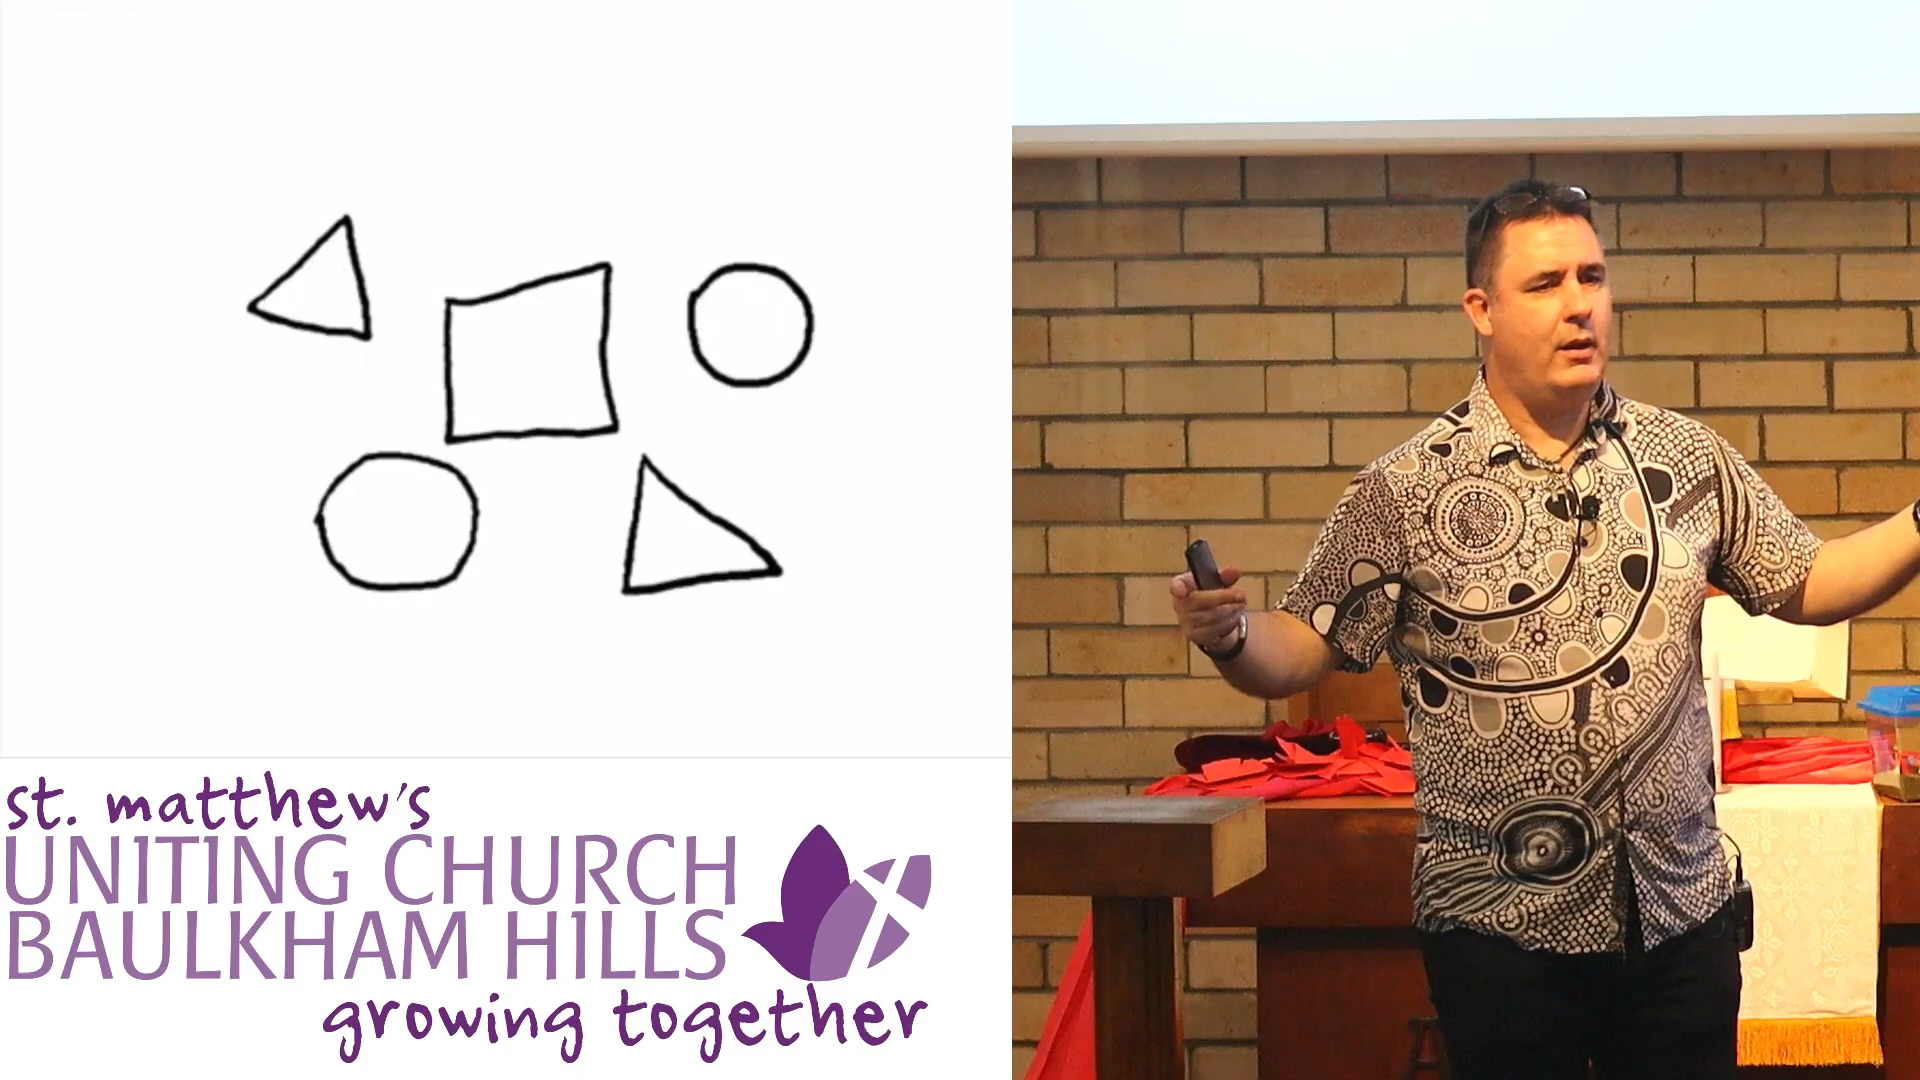 st. matthew's
UNITING CHURCH
BAULKHAM HILLS
growing together